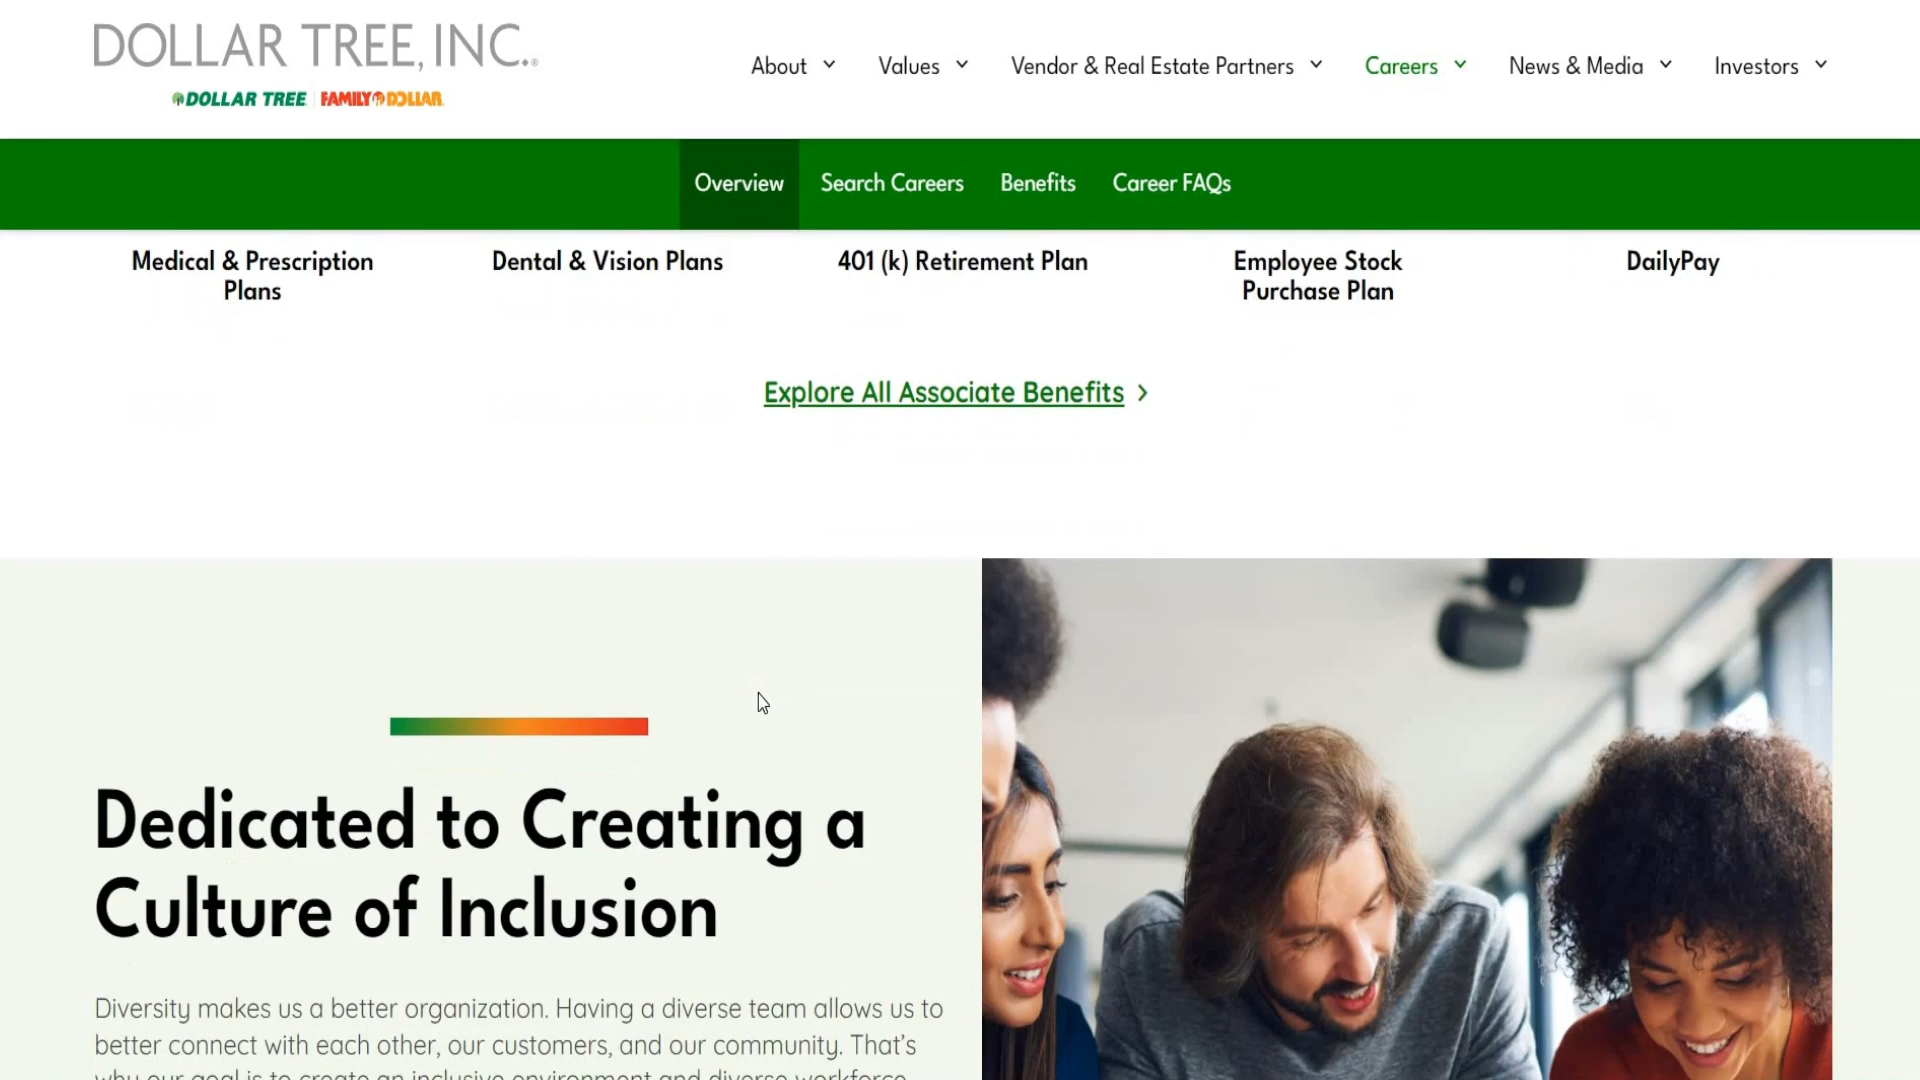 DOLLAR TREE, INC.®
DOLLAR TREE FAMILY DOLLAR
About Values Vendor & Real Estate Partners Careers News & Media Investors
Overview Search Careers Benefits Career FAQs
Medical & Prescription
Plans
Dental & Vision Plans
401 (k) Retirement Plan
Employee Stock
Purchase Plan
DailyPay
Explore All Associate Benefits
Dedicated to Creating a
Culture of Inclusion
Diversity makes us a better organization. Having a diverse team allows us to
better connect with each other, our customers, and our community. That's
why our goal is to create an inclusive environment and diverse workforce